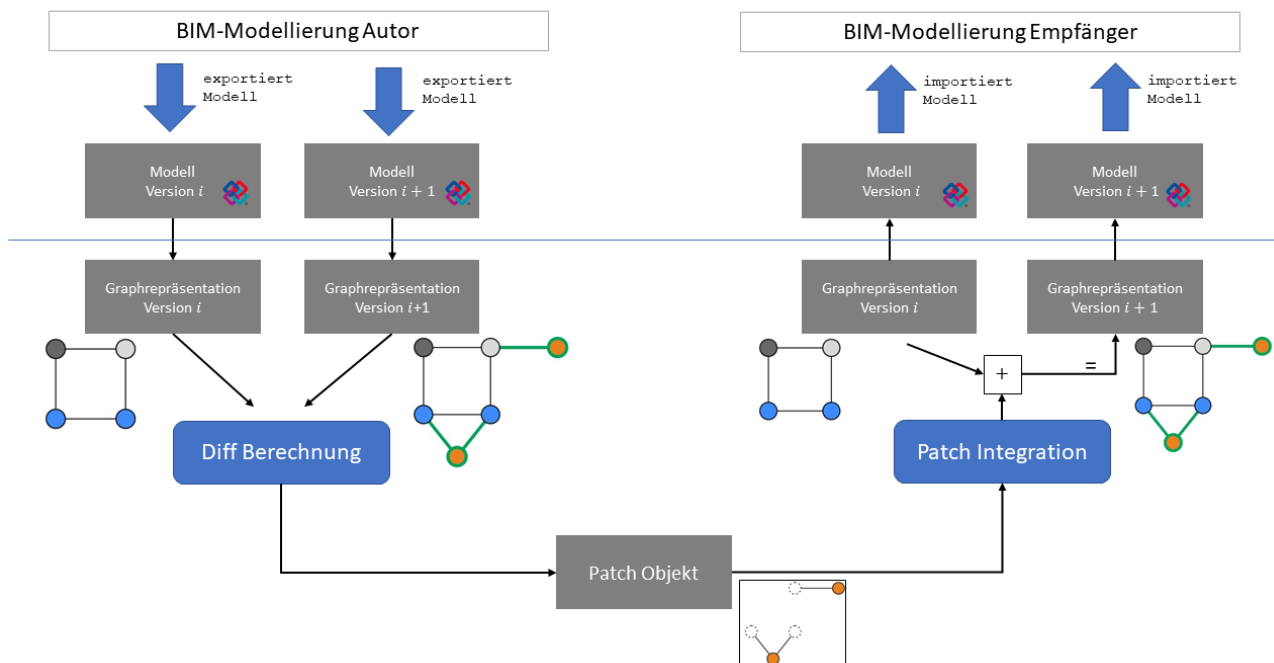 BIM-Modellierung Autor
BIM-Modellierung Empfänger
exportiert
Modell
exportiert
Modell
importiert
Modell
importiert
Modell
Modell
Version i
Modell
Version i + 1
Modell
Version i
Modell
Version i + 1
Graphrepräsentation
Version i
Graphrepräsentation
Version i+1
Graphrepräsentation
Version i
Graphrepräsentation
Version i + 1
+
=
Diff Berechnung
Patch Integration
Patch Objekt